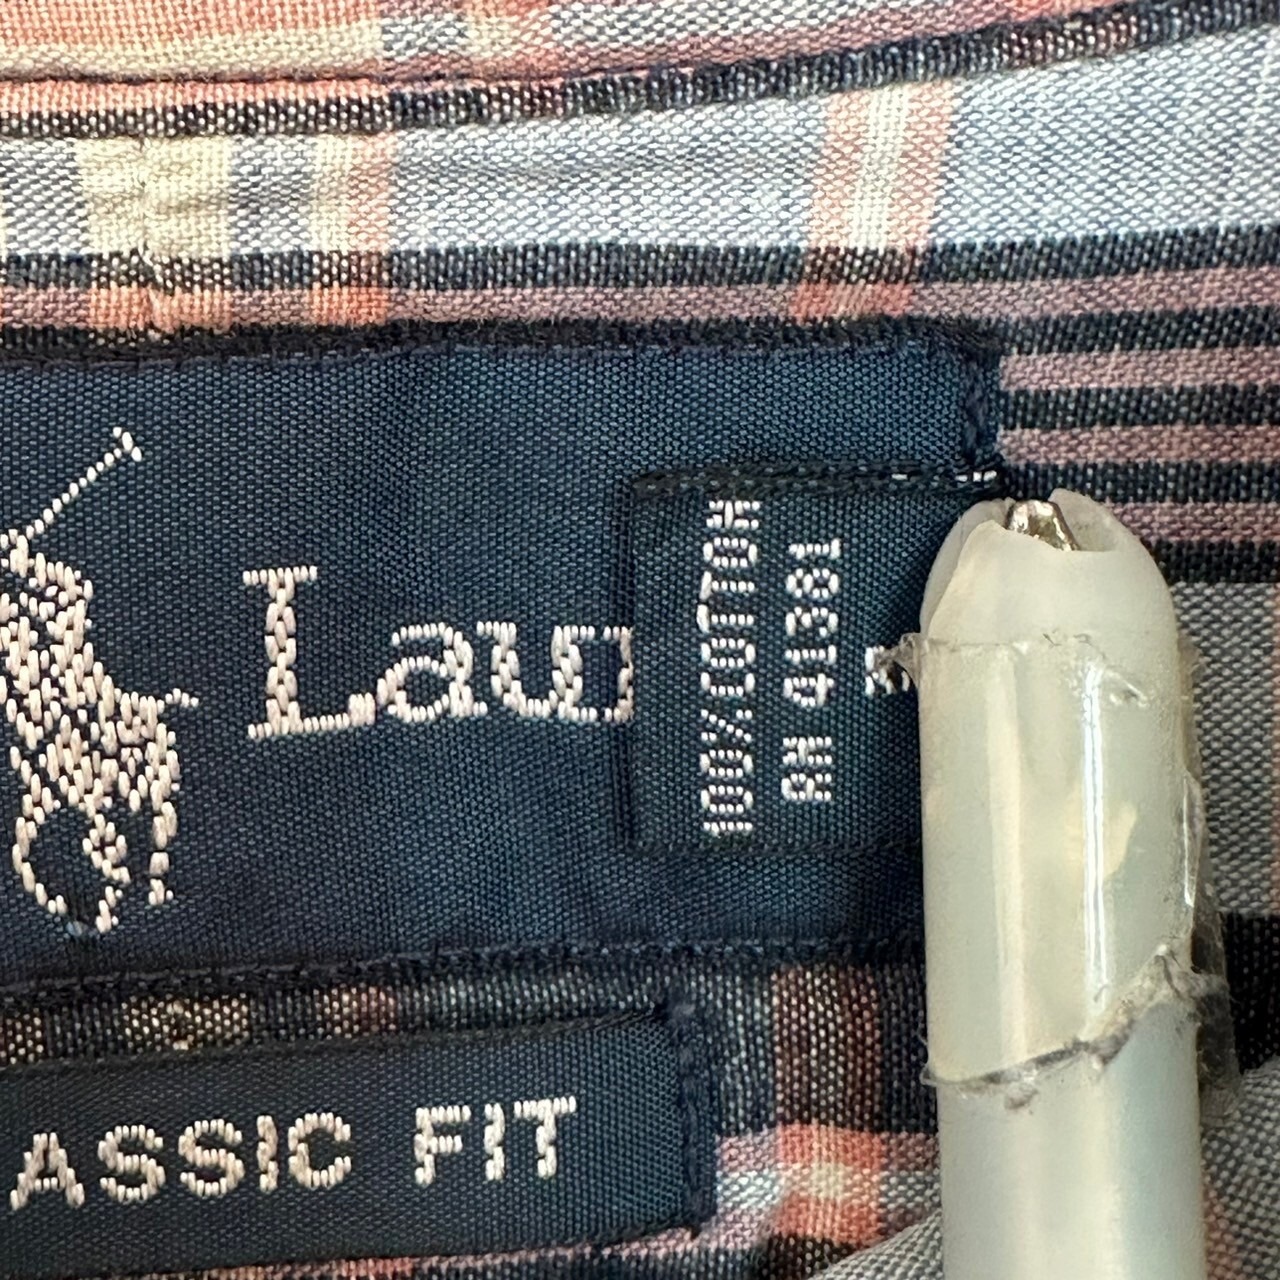 Lau
100% COTTON
RN 41381
ASSIC FIT